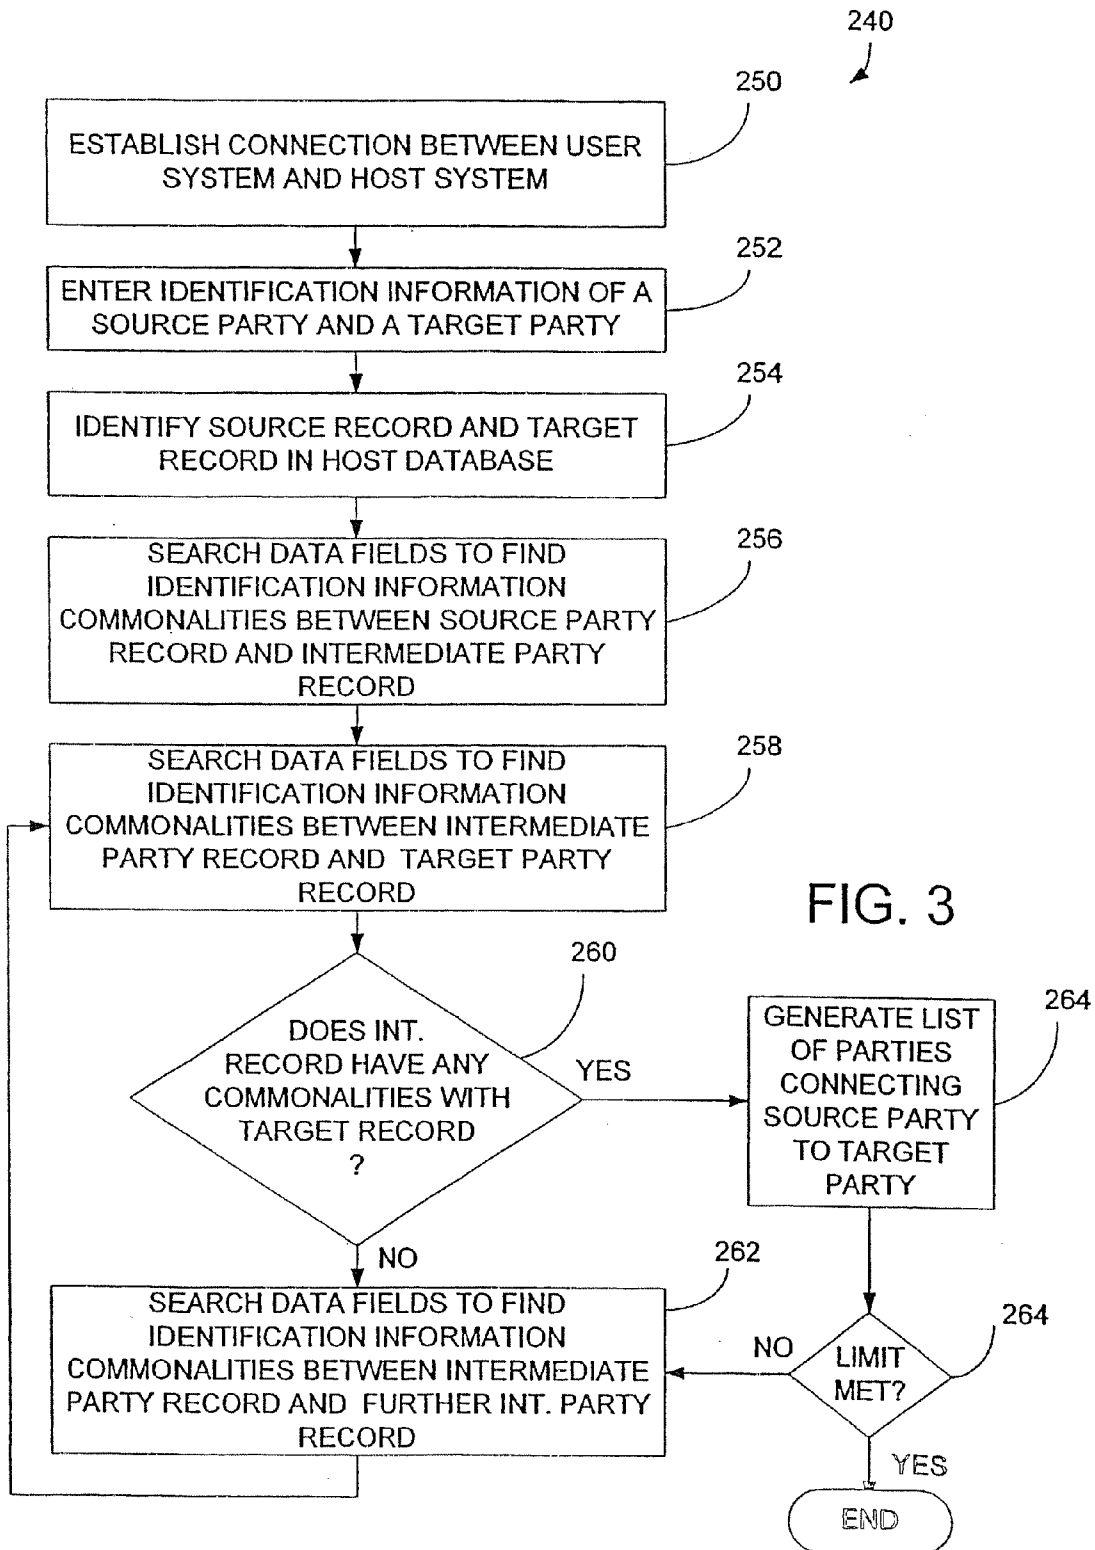 240
250
ESTABLISH CONNECTION BETWEEN USER
SYSTEM AND HOST SYSTEM
252
ENTER IDENTIFICATION INFORMATION OF A
SOURCE PARTY AND A TARGET PARTY
254
IDENTIFY SOURCE RECORD AND TARGET
RECORD IN HOST DATABASE
256
SEARCH DATA FIELDS TO FIND
IDENTIFICATION INFORMATION
COMMONALITIES BETWEEN SOURCE PARTY
RECORD AND INTERMEDIATE PARTY
RECORD
258
SEARCH DATA FIELDS TO FIND
IDENTIFICATION INFORMATION
COMMONALITIES BETWEEN INTERMEDIATE
PARTY RECORD AND TARGET PARTY
RECORD
FIG. 3
260
DOES INT.
RECORD HAVE ANY
COMMONALITIES WITH
TARGET RECORD
?
YES
264
GENERATE LIST
OF PARTIES
CONNECTING
SOURCE PARTY
TO TARGET
PARTY
NO
262
SEARCH DATA FIELDS TO FIND
IDENTIFICATION INFORMATION
COMMONALITIES BETWEEN INTERMEDIATE
PARTY RECORD AND FURTHER INT. PARTY
RECORD
264
NO
LIMIT
MET?
YES
END